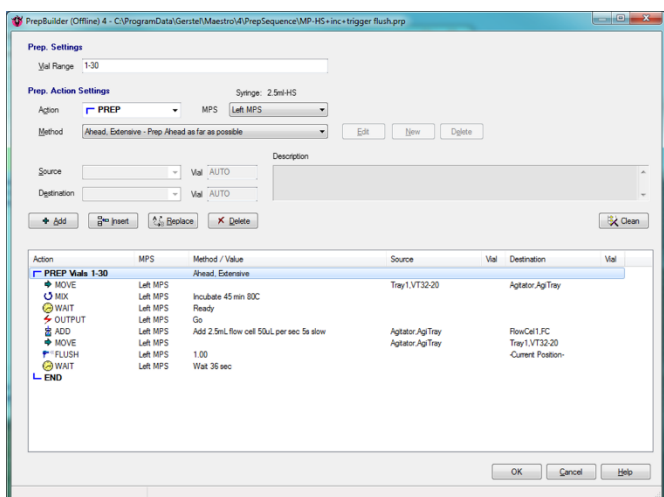 PrepBuilder (Offline) 4 - C:\ProgramData\Gerstel\Maestro\4\PrepSequence\MP-HS+inc+trigger flush.prp
Prep. Settings
Vial Range 1-30
Prep. Action Settings Syringe: 2.5ml-HS
Action PREP MPS Left MPS
Method Ahead, Extensive - Prep Ahead as far as possible Edit New Delete
Description
Source Vial AUTO
Destination Vial AUTO
Add Insert Replace Delete Clean
Action MPS Method / Value Source Vial Destination Vial
PREP Vials 1-30 Ahead, Extensive
MOVE Left MPS Tray1,VT32-20 Agitator,AgiTray
MIX Left MPS Incubate 45 min 80C
WAIT Left MPS Ready
OUTPUT Left MPS Go
ADD Left MPS Add 2.5mL flow cell 50uL per sec 5s slow Agitator,AgiTray FlowCel1,FC
MOVE Left MPS Agitator,AgiTray Tray1,VT32-20
FLUSH Left MPS 1.00 -Current Position-
WAIT Left MPS Wait 36 sec
END
OK Cancel Help